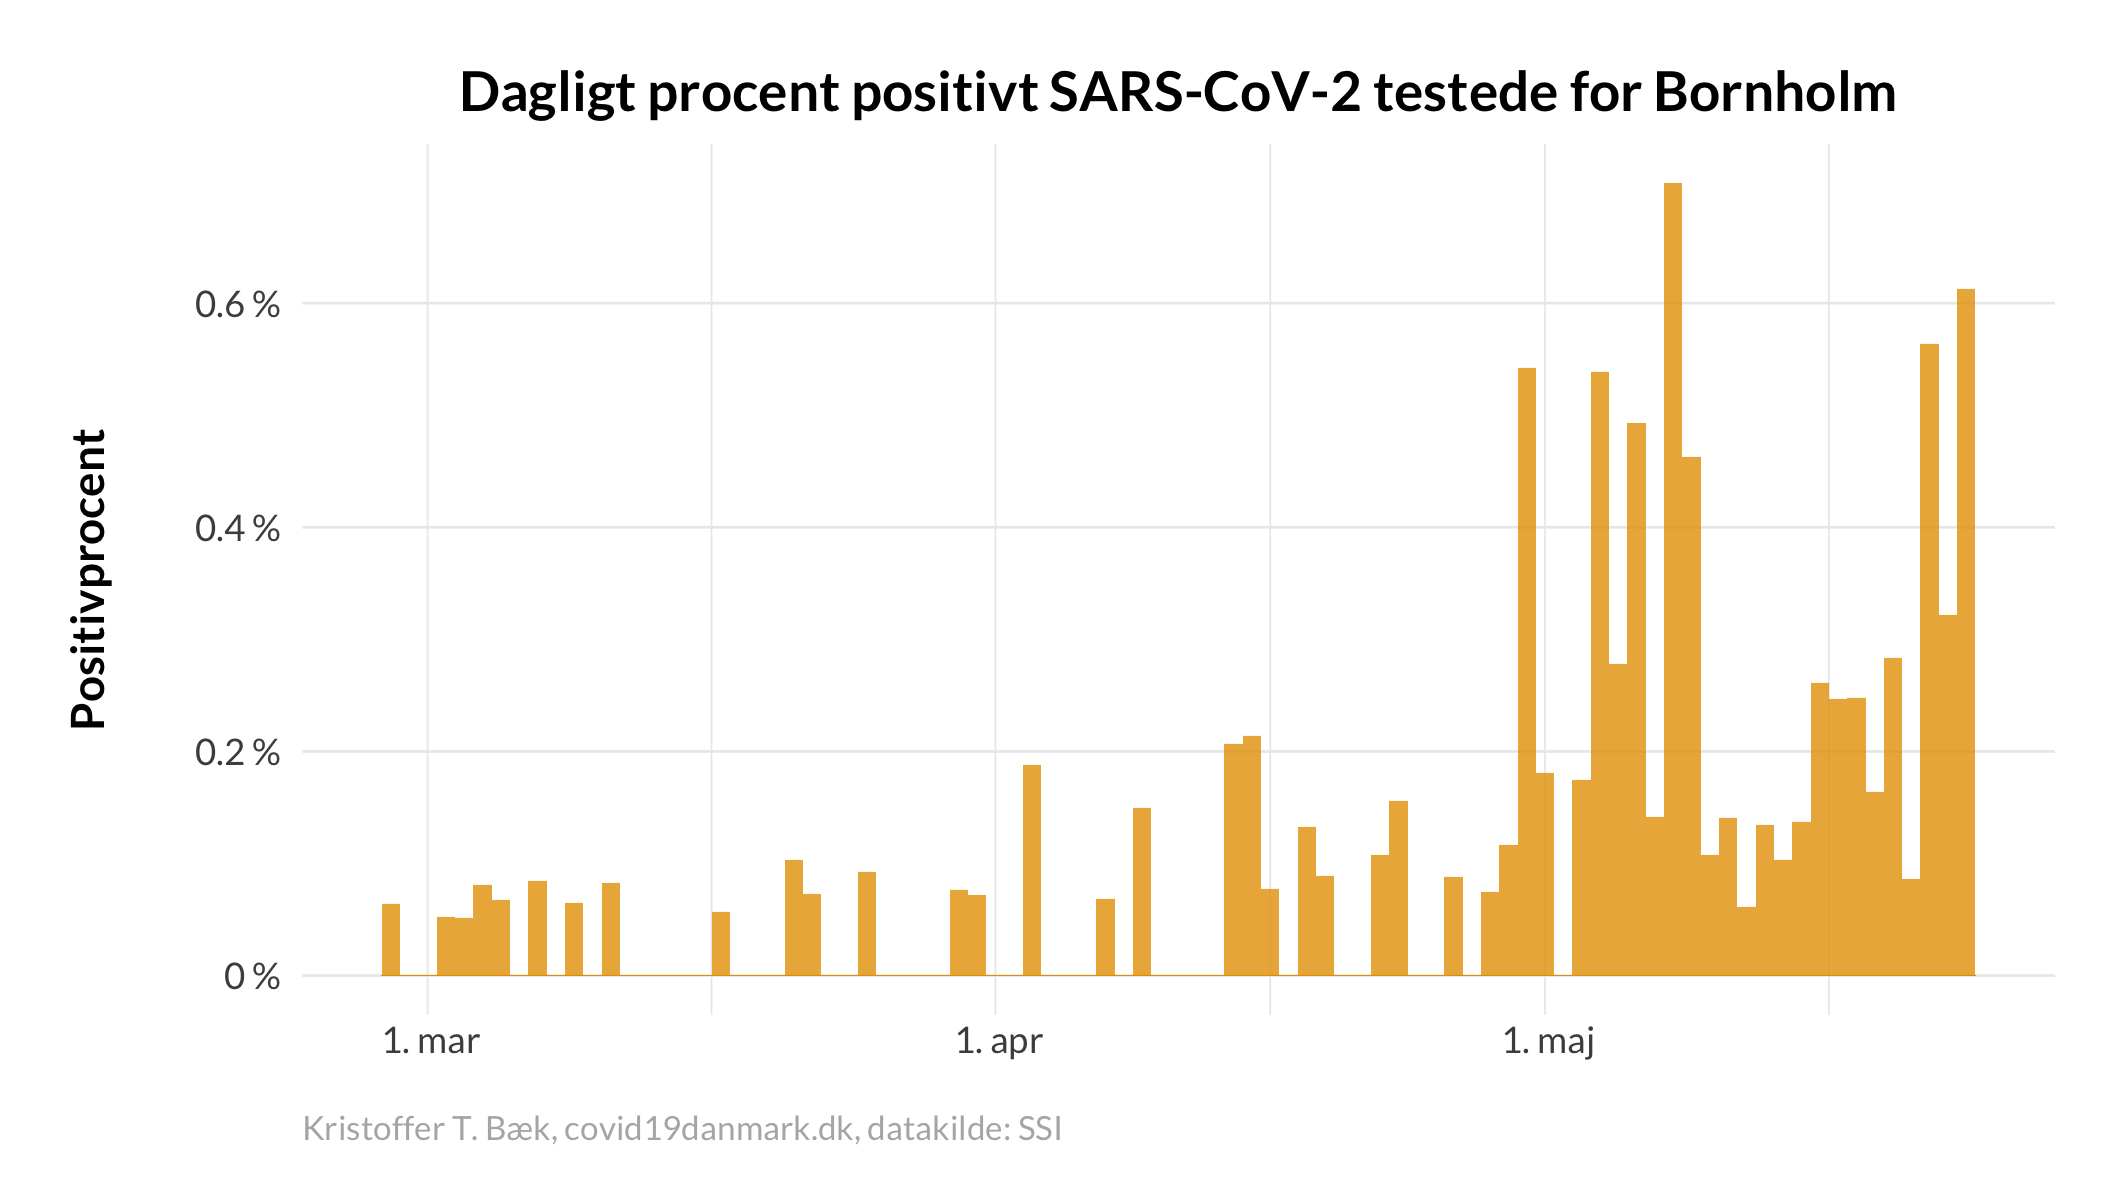 Dagligt procent positivt SARS-CoV-2 testede for Bornholm
Positivprocent
0.6 %
0.4 %
0.2 %
0 %
1. mar
1. apr
1. maj
Kristoffer T. Bæk, covid19danmark.dk, datakilde: SSI